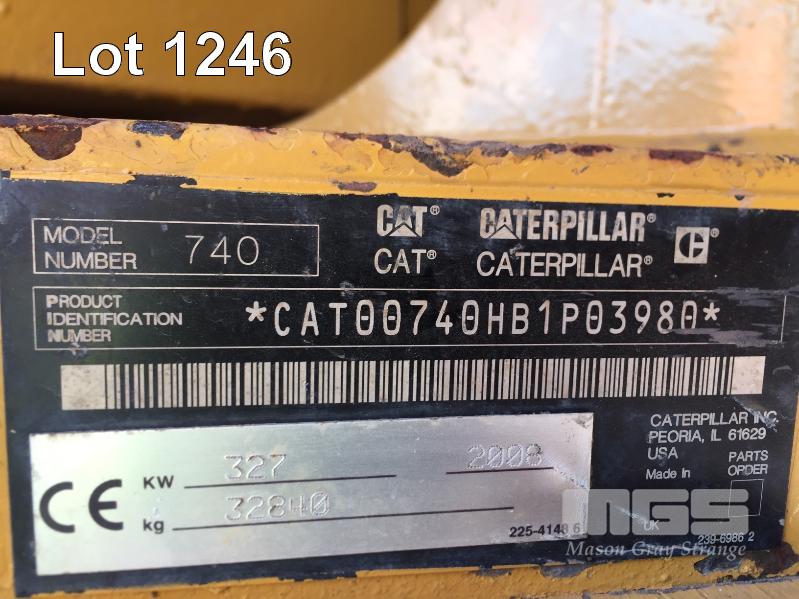 Lot 1246
CAT® CATERPILLAR®
MODEL NUMBER 740
CAT® CATERPILLAR®
PRODUCT IDENTIFICATION NUMBER
*CAT00740HB1P03980*
CATERPILLAR INC.
PEORIA, IL 61629
USA
PARTS ORDER
Made In
UK
239-6986 2
CE
KW 327 2008
kg 32840
225-4148 6
MGS
Mason Gray Strange